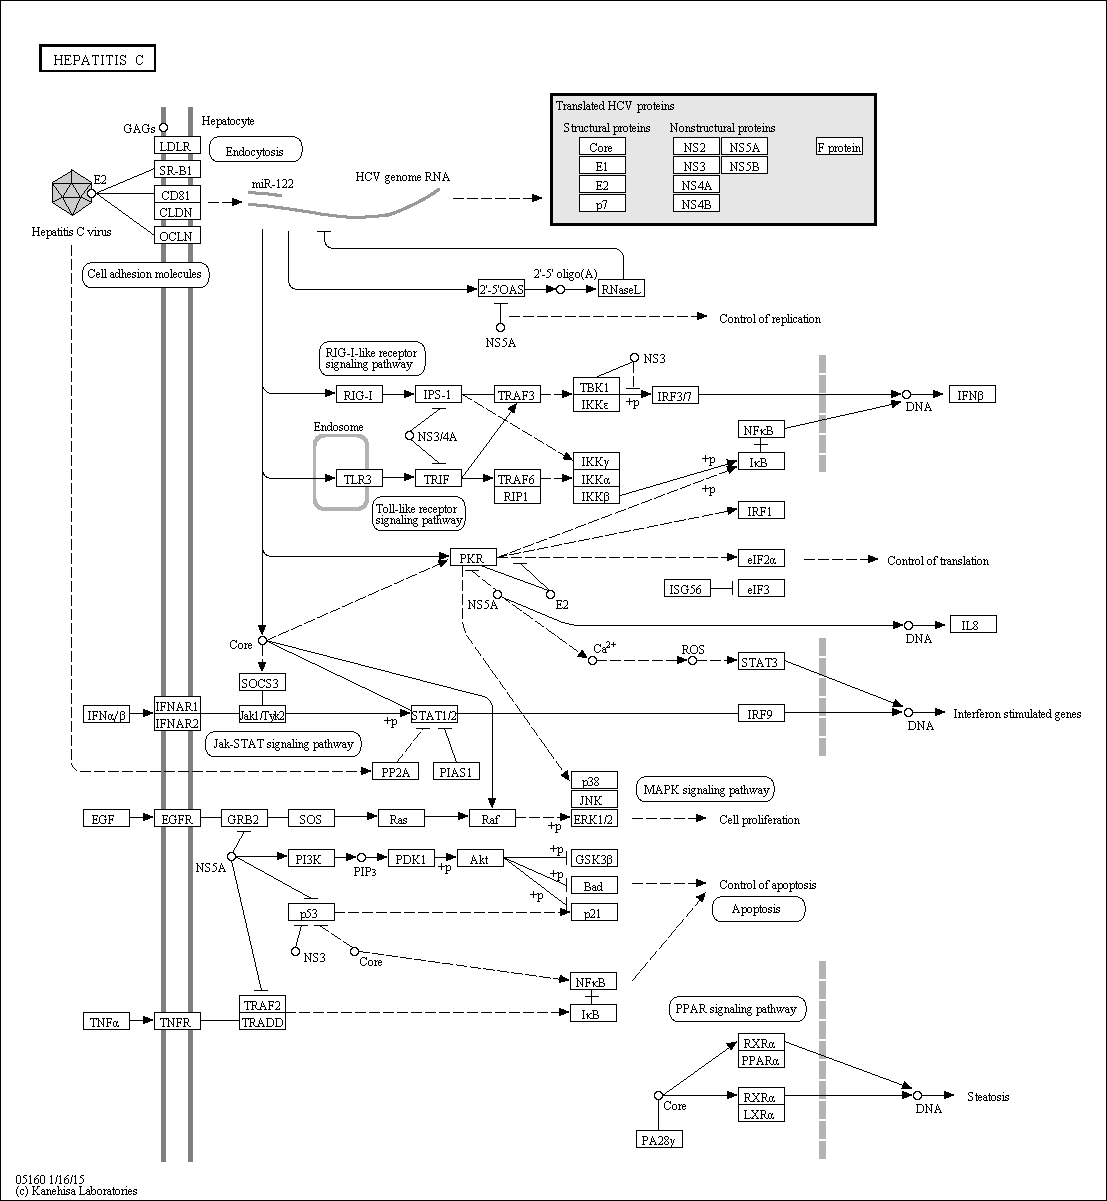 HEPATITIS C
Translated HCV proteins
Structural proteins
Nonstructural proteins
Core
NS2
NS5A
F protein
E1
NS3
NS5B
E2
NS4A
p7
NS4B
GAGs
Hepatocyte
LDLR
Endocytosis
SR-B1
E2
miR-122
HCV genome RNA
CD81
CLDN
Hepatitis C virus
OCLN
Cell adhesion molecules
2'-5' oligo(A)
2'-5'OAS
RNaseL
NS5A
Control of replication
RIG-I-like receptor
signaling pathway
NS3
RIG-I
IPS-1
TRAF3
TBK1
IKKε
+p
IRF3/7
DNA
IFNβ
Endosome
NS3/4A
NFκB
IKKγ
+p
IκB
TLR3
TRIF
TRAF6
IKKα
+p
RIP1
IKKβ
Toll-like receptor
signaling pathway
IRF1
PKR
eIF2α
Control of translation
ISG56
eIF3
NS5A
E2
IL8
DNA
Core
Ca2+
ROS
STAT3
SOCS3
IFNα/β
IFNAR1
IFNAR2
Jak1/Tyk2
+p
STAT1/2
IRF9
DNA
Interferon stimulated genes
Jak-STAT signaling pathway
PP2A
PIAS1
p38
JNK
MAPK signaling pathway
EGF
EGFR
GRB2
SOS
Ras
Raf
+p
ERK1/2
Cell proliferation
NS5A
PI3K
PIP3
PDK1
+p
Akt
+p
GSK3β
+p
Bad
Control of apoptosis
+p
p53
p21
Apoptosis
NS3
Core
NFκB
TRAF2
IκB
TNFα
TNFR
TRADD
PPAR signaling pathway
RXRα
PPARα
Core
RXRα
LXRα
DNA
Steatosis
PA28γ
05160 1/16/15
(c) Kanehisa Laboratories